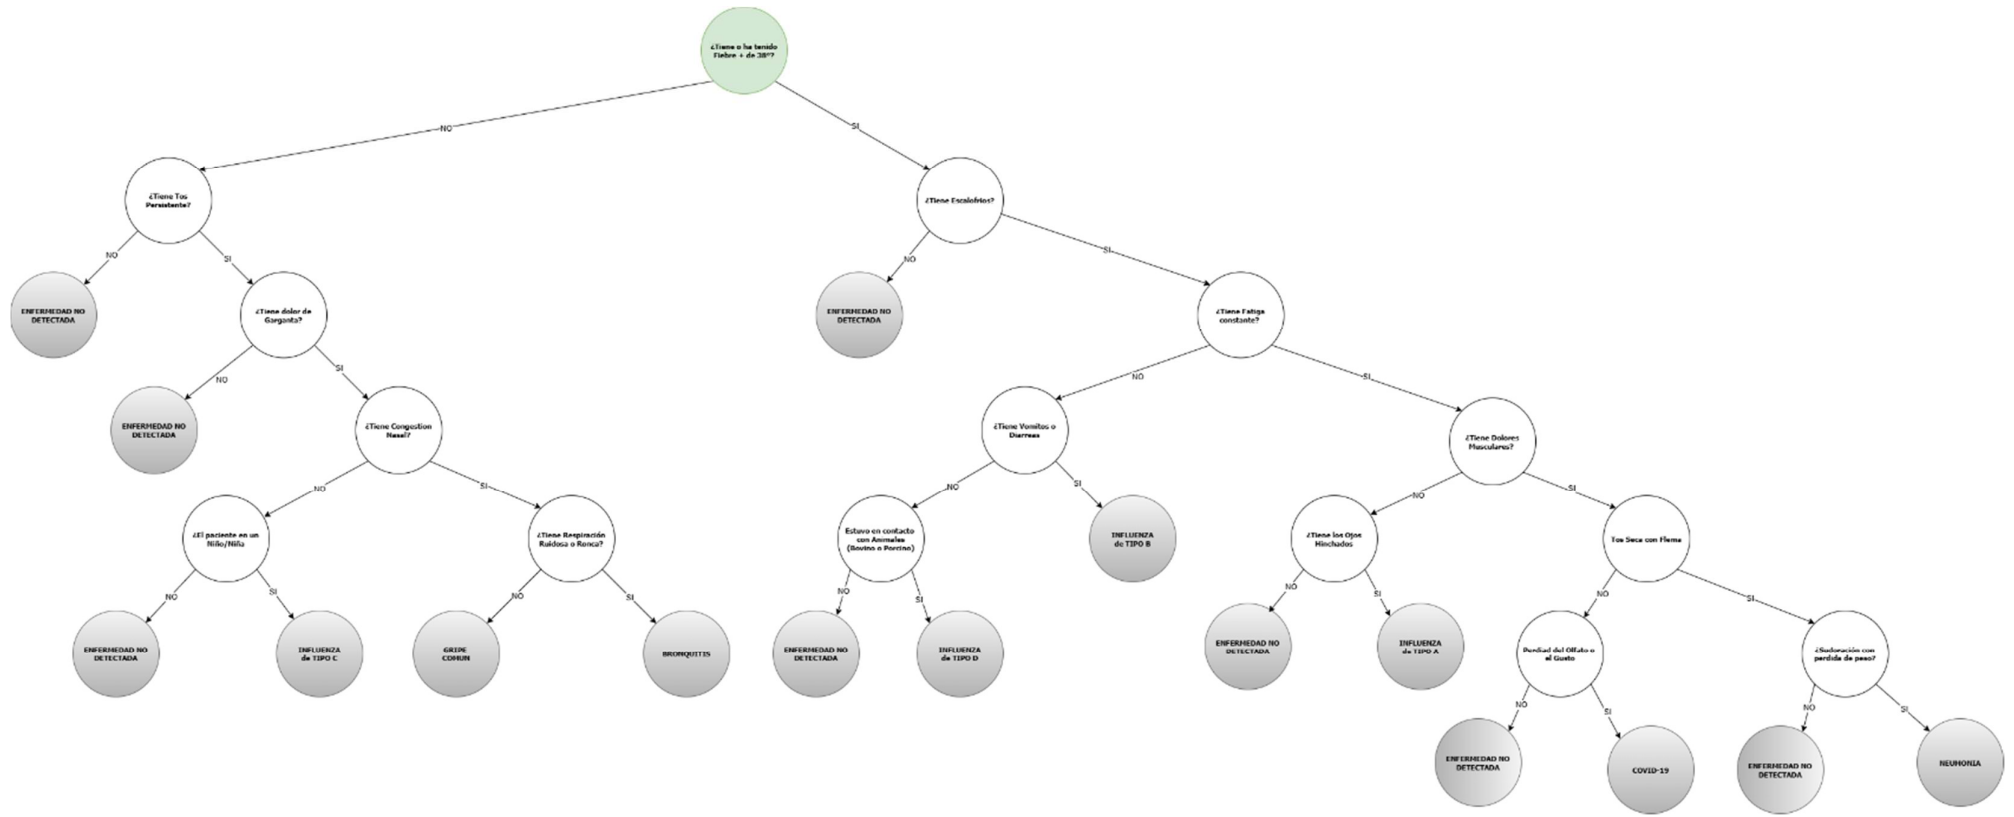 ¿Tiene o ha tenido
Fiebre + de 38º?
NO
SI
¿Tiene Tos
Persistente?
¿Tiene Escalofrios?
NO
SI
NO
SI
ENFERMEDAD NO
DETECTADA
¿Tiene dolor de
Garganta?
ENFERMEDAD NO
DETECTADA
¿Tiene Fatiga
constante?
NO
SI
NO
SI
ENFERMEDAD NO
DETECTADA
¿Tiene Congestion
Nasal?
¿Tiene Vomitos o
Diarreas
¿Tiene Dolores
Musculares?
NO
SI
NO
SI
NO
SI
¿El paciente en un
Niño/Niña
¿Tiene Respiración
Ruidosa o Ronca?
Estuvo en contacto
con Animales
(Bovino o Porcino)
INFLUENZA
de TIPO B
¿Tiene los Ojos
Hinchados
Tos Seca con Flema
NO
SI
NO
SI
NO
SI
NO
SI
NO
SI
ENFERMEDAD NO
DETECTADA
INFLUENZA
de TIPO C
GRIPE
COMUN
BRONQUITIS
ENFERMEDAD NO
DETECTADA
INFLUENZA
de TIPO D
ENFERMEDAD NO
DETECTADA
INFLUENZA
de TIPO A
Perdiad del Olfato o
el Gusto
¿Sudoración con
perdida de peso?
NO
SI
NO
SI
ENFERMEDAD NO
DETECTADA
COVID-19
ENFERMEDAD NO
DETECTADA
NEUMONIA